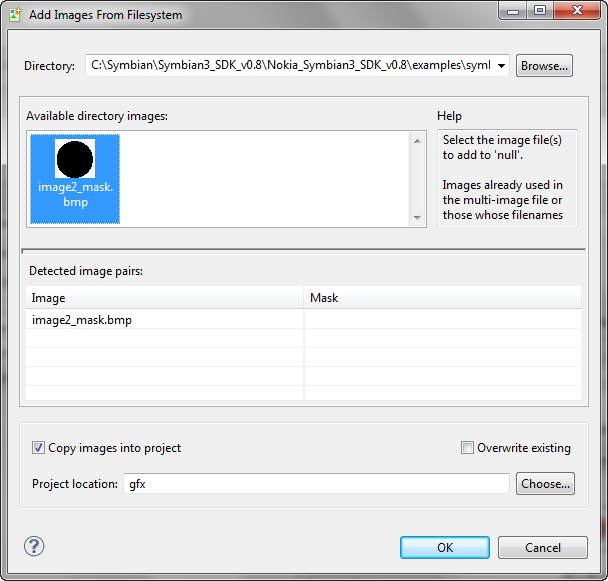 Add Images From Filesystem
Directory: C:\Symbian\Symbian3_SDK_v0.8\Nokia_Symbian3_SDK_v0.8\examples\syml Browse...
Available directory images:
Help
image2_mask.
bmp
Select the image file(s)
to add to 'null'.
Images already used in
the multi-image file or
those whose filenames
Detected image pairs:
Image Mask
image2_mask.bmp
Copy images into project Overwrite existing
Project location: gfx Choose...
? OK Cancel